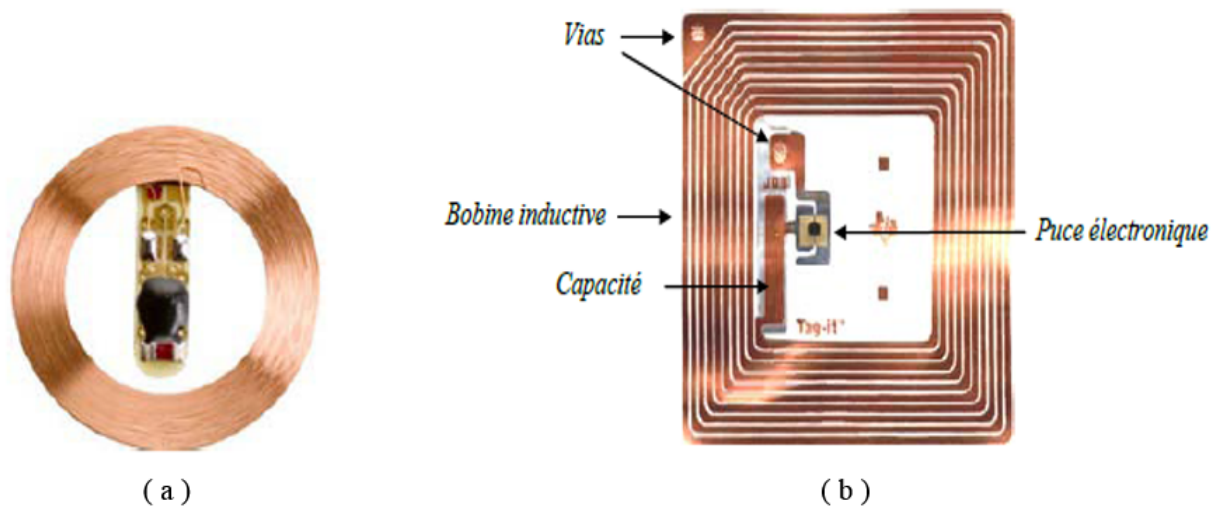 Vias
Bobine inductive
Puce électronique
Capacité
Tag-it
( a )
( b )